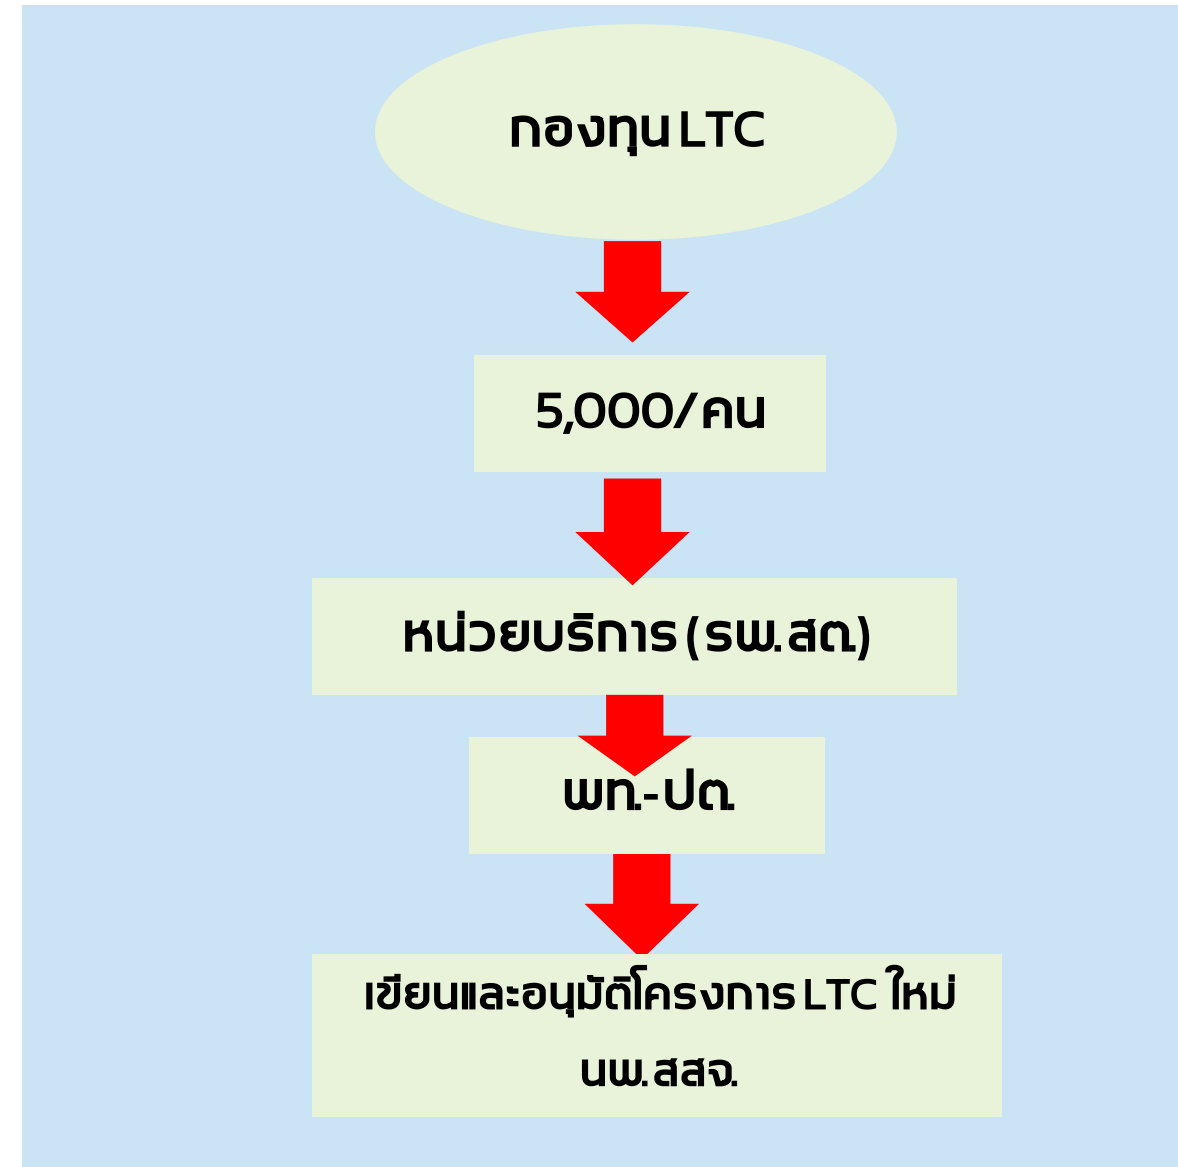 กองทุน LTC
5,000/คน
หน่วยบริการ (รพ.สต.)
พท.-ปต.
เขียนและอนุมัติโครงการ LTC ใหม่
นพ.สสจ.